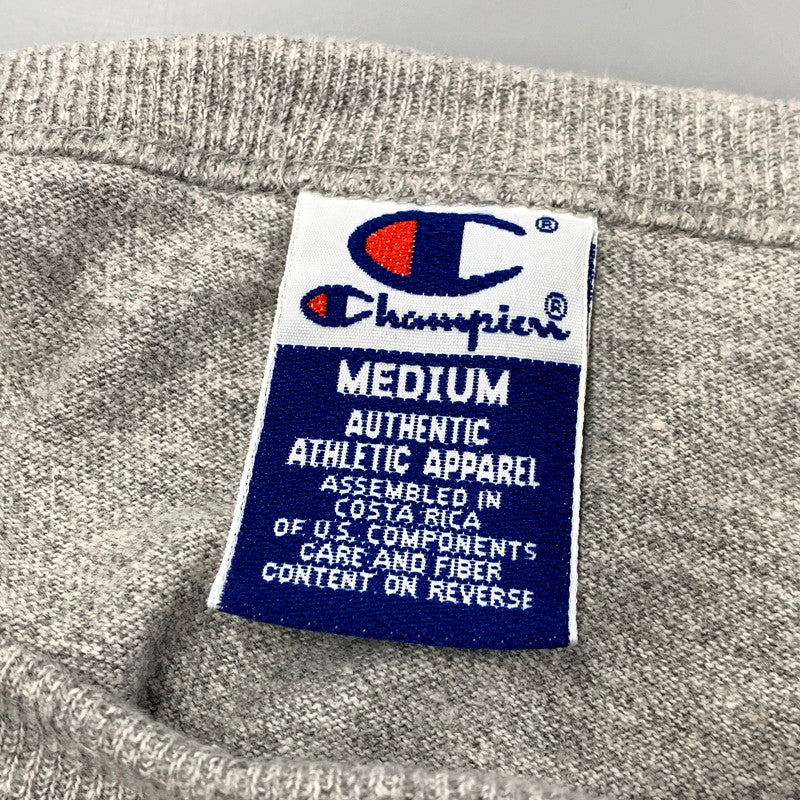 ®
Champion®
MEDIUM
AUTHENTIC
ATHLETIC APPAREL
ASSEMBLED IN
COSTA RICA
OF U.S. COMPONENTS
CARE AND FIBER
CONTENT ON REVERSE